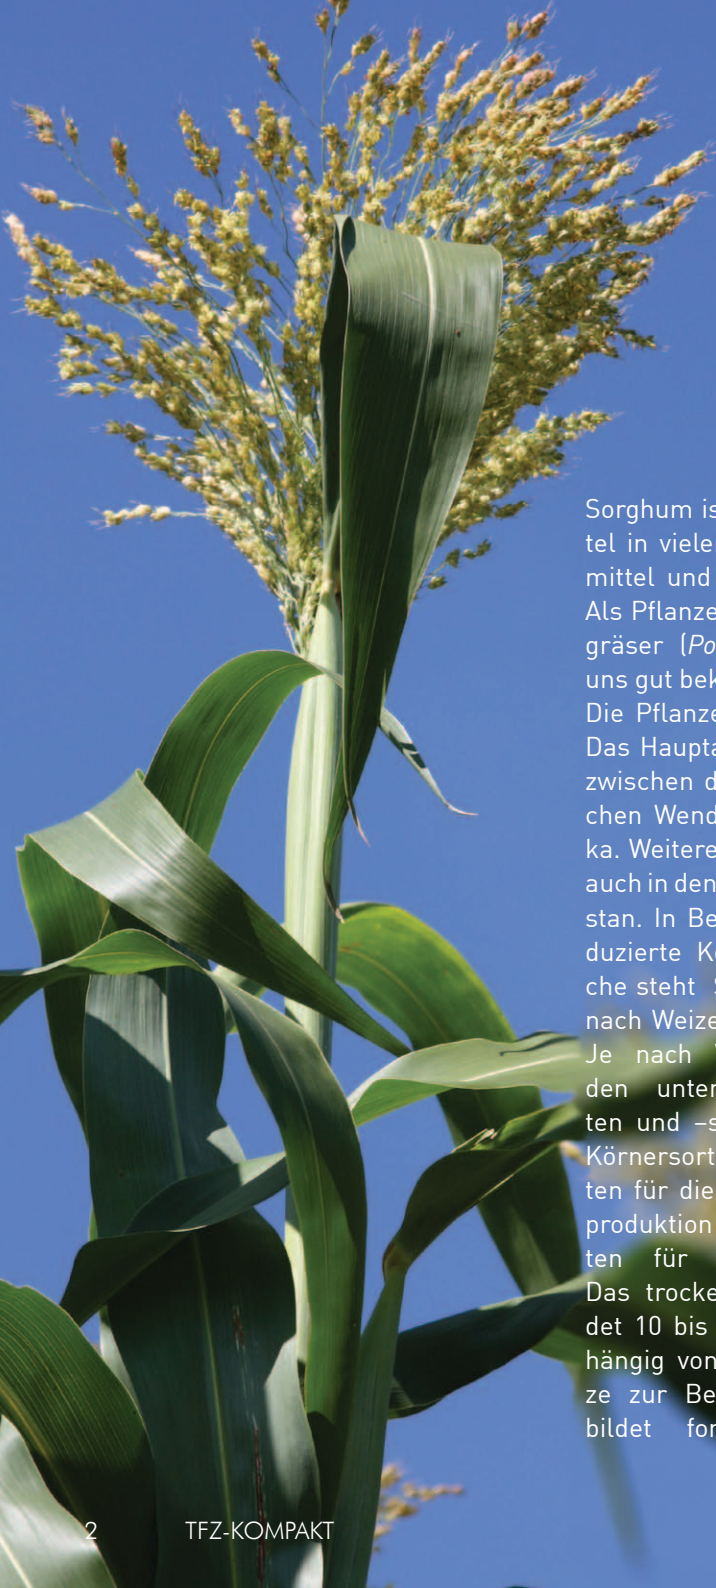 Sorghum is
tel in viele
mittel und
Als Pflanze
gräser (Po
uns gut bek
Die Pflanze
Das Haupta
zwischen d
chen Wend
ka. Weitere
auch in den
stan. In Be
duzierte K
che steht
nach Weize
Je nach
den unter
ten und –s
Körnersort
ten für die
produktion
ten für
Das trocke
det 10 bis
hängig von
ze zur Be
bildet for
2 TFZ-KOMPAKT